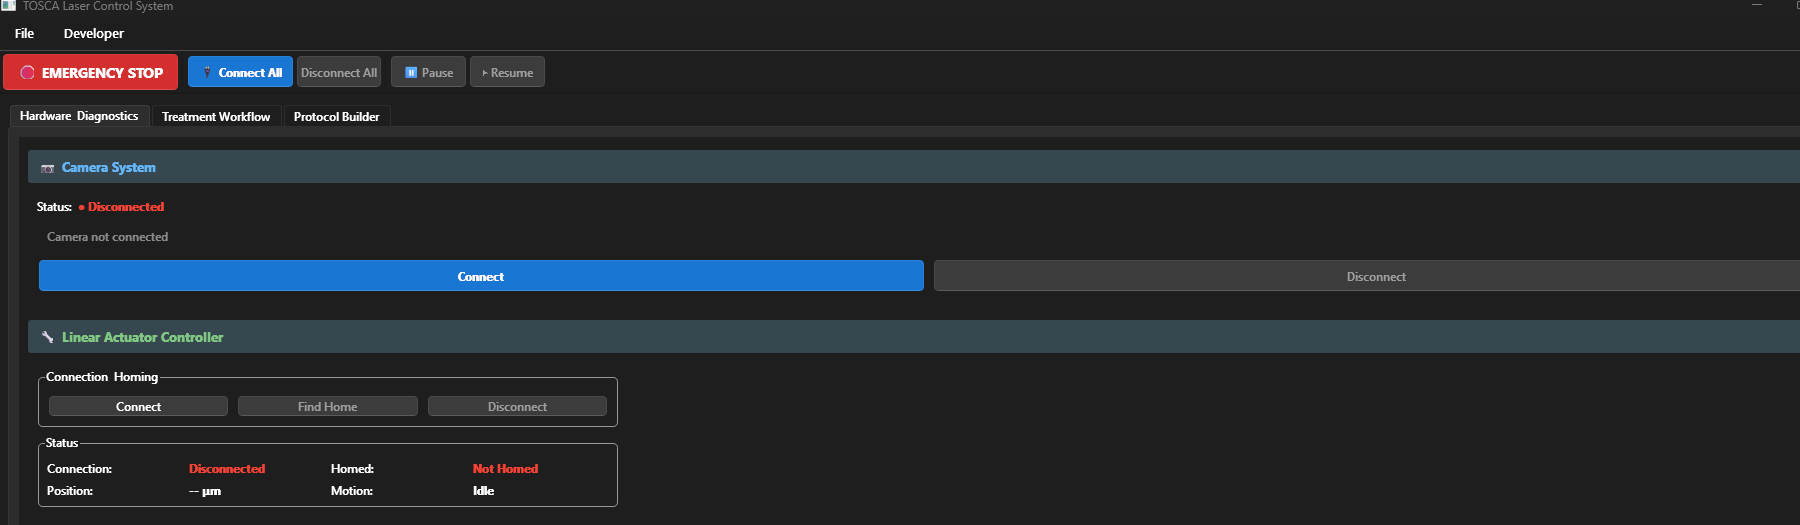 TOSCA Laser Control System
File Developer
EMERGENCY STOP Connect All Disconnect All Pause Resume
Hardware Diagnostics Treatment Workflow Protocol Builder
Camera System
Status: ● Disconnected
Camera not connected
Connect Disconnect
Linear Actuator Controller
Connection Homing
Connect Find Home Disconnect
Status
Connection: Disconnected Homed: Not Homed
Position: -- µm Motion: Idle